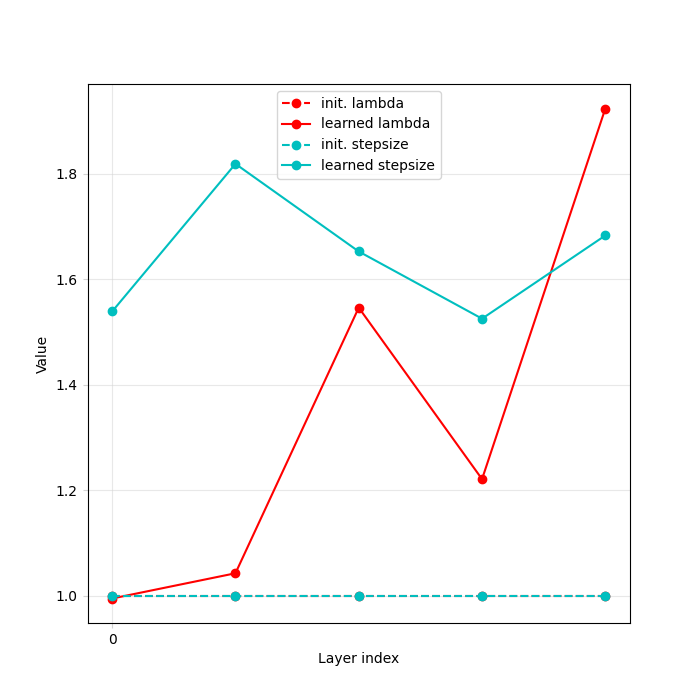 init. lambda
learned lambda
init. stepsize
learned stepsize
1.8
1.6
1.4
1.2
1.0
Value
0
Layer index